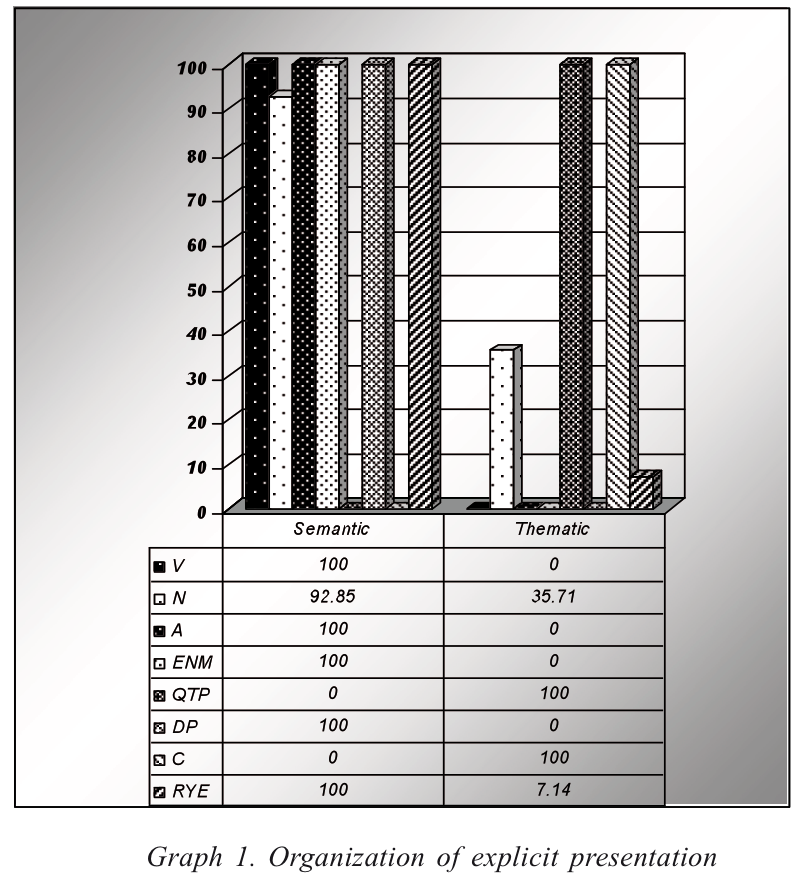 100
90
80
70
60
50
40
30
20
10
0
Semantic Thematic
V 100 0
N 92.85 35.71
A 100 0
ENM 100 0
QTP 0 100
DP 100 0
C 0 100
RYE 100 7.14
Graph 1. Organization of explicit presentation